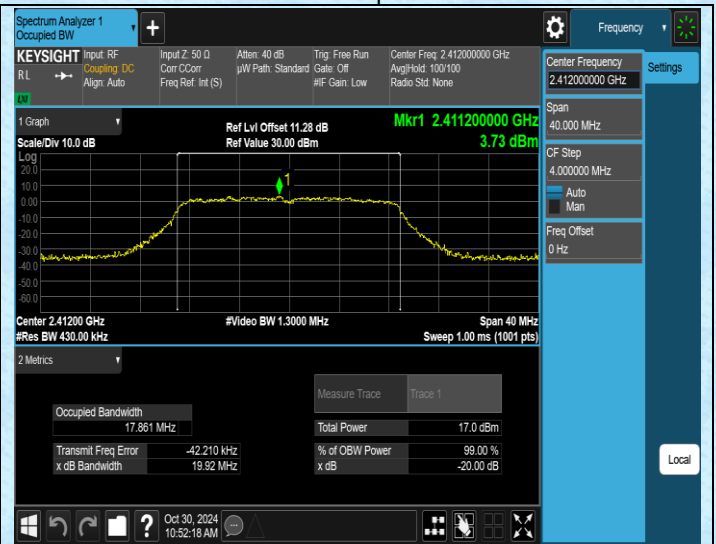 Spectrum Analyzer 1
Occupied BW
+
Frequency
KEYSIGHT
RL
Input: RF
Coupling: DC
Align: Auto
Input Z: 50 Ω
Corr CCorr
Freq Ref: Int (S)
Atten: 40 dB
µW Path: Standard
Trig: Free Run
Gate: Off
#IF Gain: Low
Center Freq: 2.412000000 GHz
Avg|Hold: 100/100
Radio Std: None
LXI
1 Graph
Scale/Div 10.0 dB
Ref Lvl Offset 11.28 dB
Ref Value 30.00 dBm
Mkr1 2.411200000 GHz
3.73 dBm
Log
20.0
10.0
0.00
-10.0
-20.0
-30.0
-40.0
-50.0
-60.0
1
Center 2.41200 GHz
#Res BW 430.00 kHz
#Video BW 1.3000 MHz
Span 40 MHz
Sweep 1.00 ms (1001 pts)
2 Metrics
Measure Trace Trace 1
Occupied Bandwidth
17.861 MHz
Total Power 17.0 dBm
Transmit Freq Error -42.210 kHz
% of OBW Power 99.00 %
x dB Bandwidth 19.92 MHz
x dB -20.00 dB
Center Frequency
2.412000000 GHz
Settings
Span
40.000 MHz
CF Step
4.000000 MHz
Auto
Man
Freq Offset
0 Hz
Local
?
Oct 30, 2024
10:52:18 AM